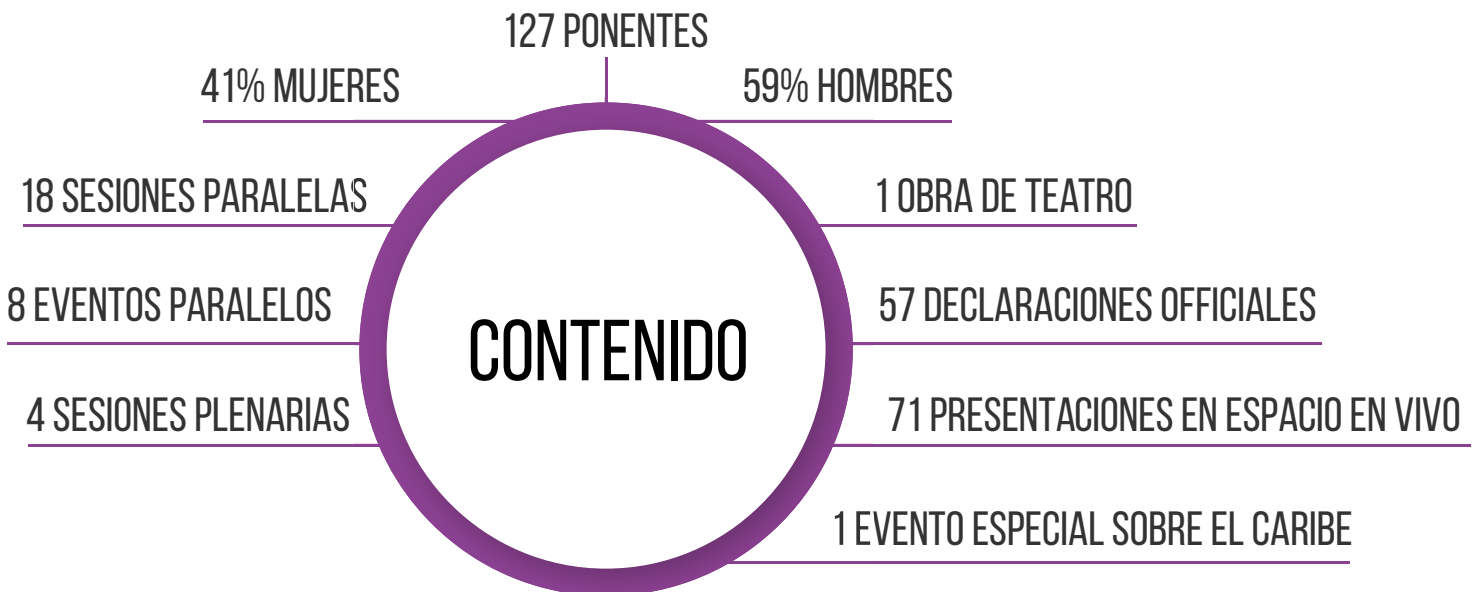 127 PONENTES
41% MUJERES
59% HOMBRES
18 SESIONES PARALELAS
1 OBRA DE TEATRO
8 EVENTOS PARALELOS
57 DECLARACIONES OFFICIALES
CONTENIDO
4 SESIONES PLENARIAS
71 PRESENTACIONES EN ESPACIO EN VIVO
1 EVENTO ESPECIAL SOBRE EL CARIBE